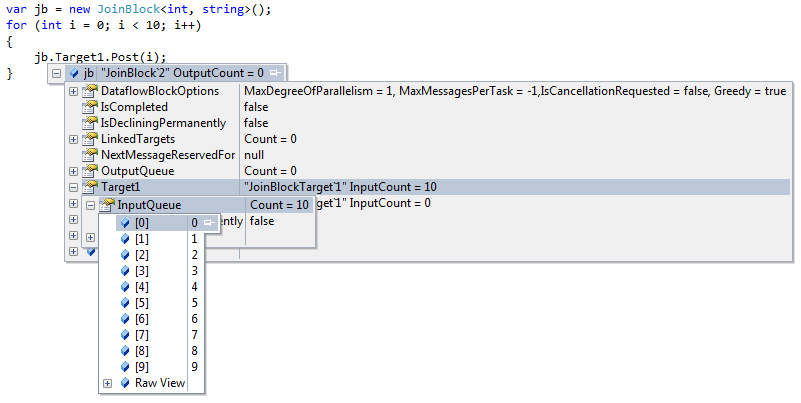 var jb = new JoinBlock<int, string>();
for (int i = 0; i < 10; i++)
{
jb.Target1.Post(i);
}
jb "JoinBlock`2" OutputCount = 0
DataflowBlockOptions MaxDegreeOfParallelism = 1, MaxMessagesPerTask = -1,IsCancellationRequested = false, Greedy = true
IsCompleted false
IsDecliningPermanently false
LinkedTargets Count = 0
NextMessageReservedFor null
OutputQueue Count = 0
Target1 "JoinBlockTarget`1" InputCount = 10
InputQueue Count = 10 get`1" InputCount = 0
[0] 0 ently false
[1] 1
[2] 2
[3] 3
[4] 4
[5] 5
[6] 6
[7] 7
[8] 8
[9] 9
Raw View